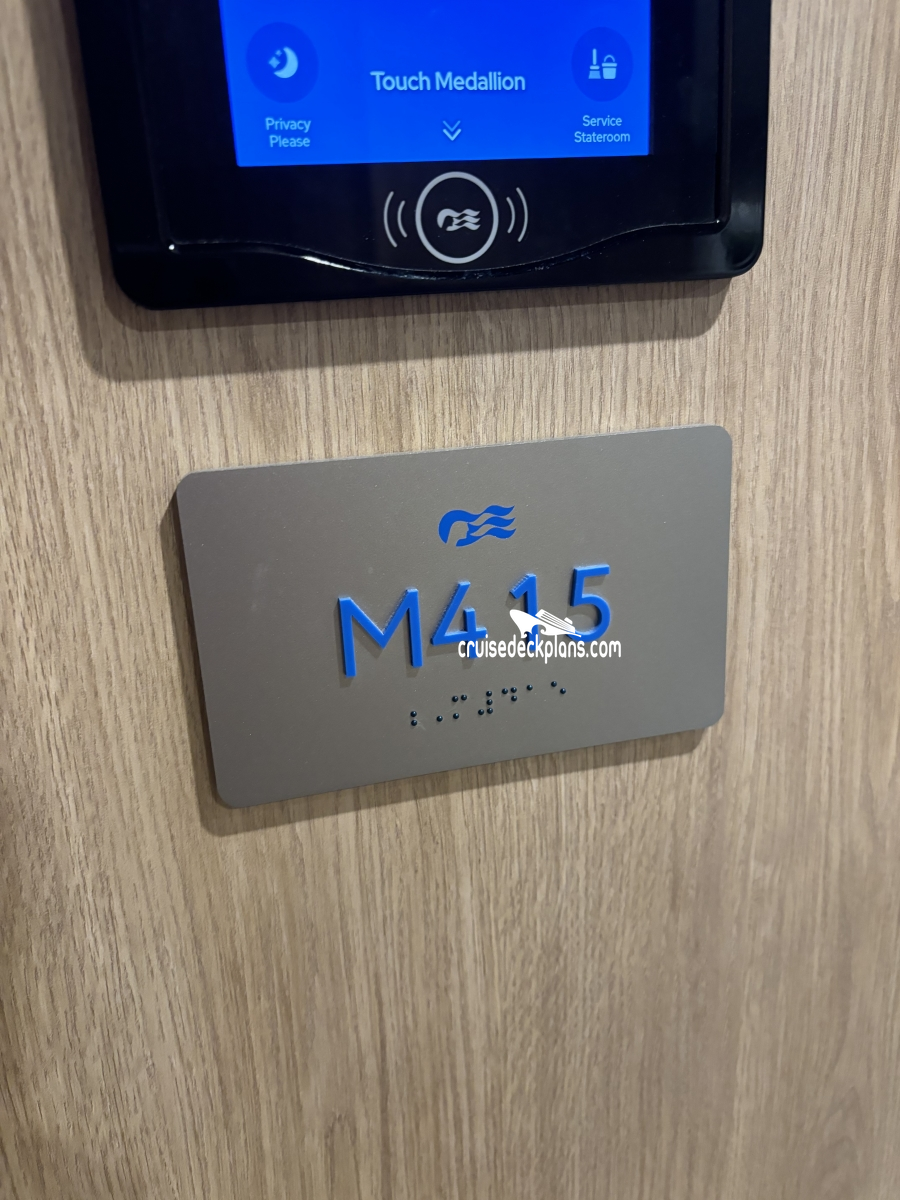 Touch Medallion
Privacy
Please
Service
Stateroom
M415
cruisedeckplans.com